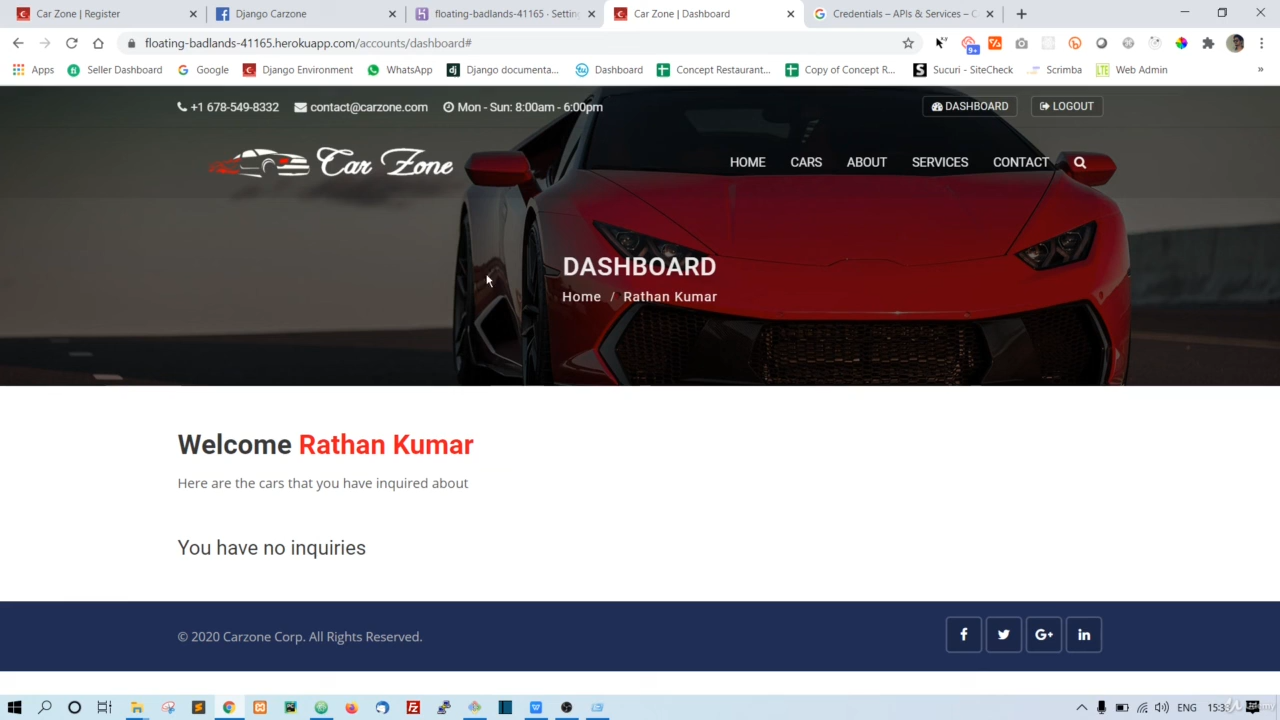 Car Zone | Register
Django Carzone
floating-badlands-41165 - Settin
Car Zone | Dashboard
Credentials – APIs & Services – C
floating-badlands-41165.herokuapp.com/accounts/dashboard#
9+
Apps
Seller Dashboard
Google
Django Environment
WhatsApp
Django documenta...
Dashboard
Concept Restaurant...
Copy of Concept R...
Sucuri - SiteCheck
Scrimba
Web Admin
»
+1 678-549-8332
contact@carzone.com
Mon - Sun: 8:00am - 6:00pm
DASHBOARD
LOGOUT
Car Zone
HOME
CARS
ABOUT
SERVICES
CONTACT
DASHBOARD
Home / Rathan Kumar
Welcome Rathan Kumar
Here are the cars that you have inquired about
You have no inquiries
© 2020 Carzone Corp. All Rights Reserved.
ENG
Udemy